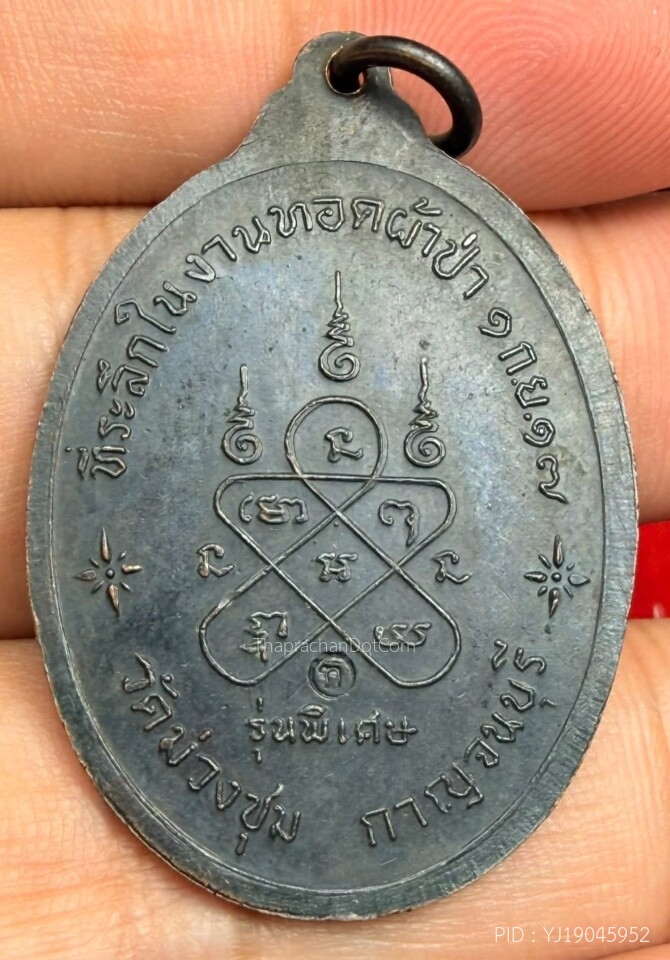 ที่ระลึกในงานทอดผ้าป่า ๑ ก.ย.๑๗
ค
รุ่นพิเศษ
วัดม่วงชุม กาญจนบุรี
ThaprachanDotCom
PID : YJ19045952